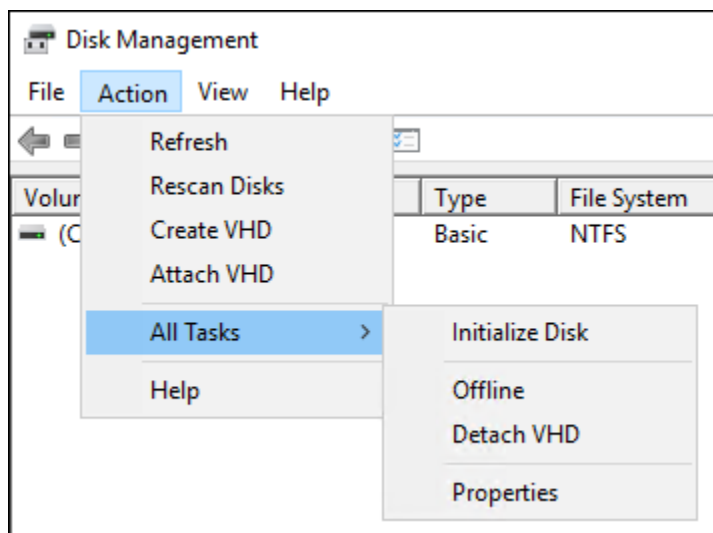 Disk Management
File Action View Help
Refresh
Rescan Disks
Create VHD
Attach VHD
All Tasks >
Help
Initialize Disk
Offline
Detach VHD
Properties
Type File System
Basic NTFS